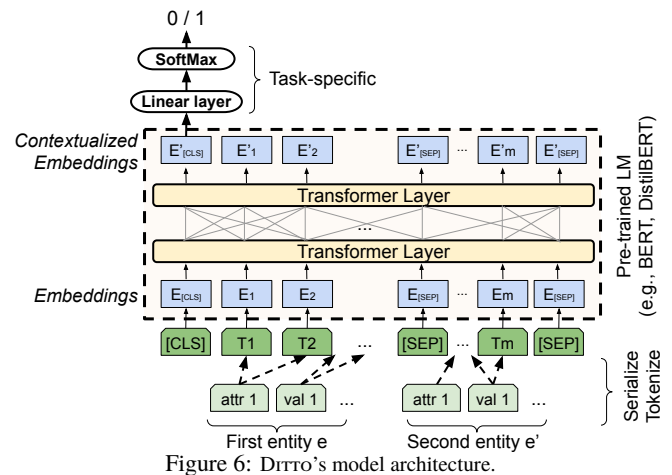 0 / 1
SoftMax
Linear layer
Task-specific
Contextualized
Embeddings
E'[CLS] E'1 E'2 E'[SEP] ... E'm E'[SEP]
Transformer Layer
...
Transformer Layer
Embeddings
E[CLS] E1 E2 E[SEP] ... Em E[SEP]
Pre-trained LM
(e.g., BERT, DistilBERT)
[CLS] T1 T2 ... [SEP] ... Tm [SEP]
attr 1 val 1 ... attr 1 val 1 ...
Serialize
Tokenize
First entity e Second entity e'
Figure 6: DITTO's model architecture.